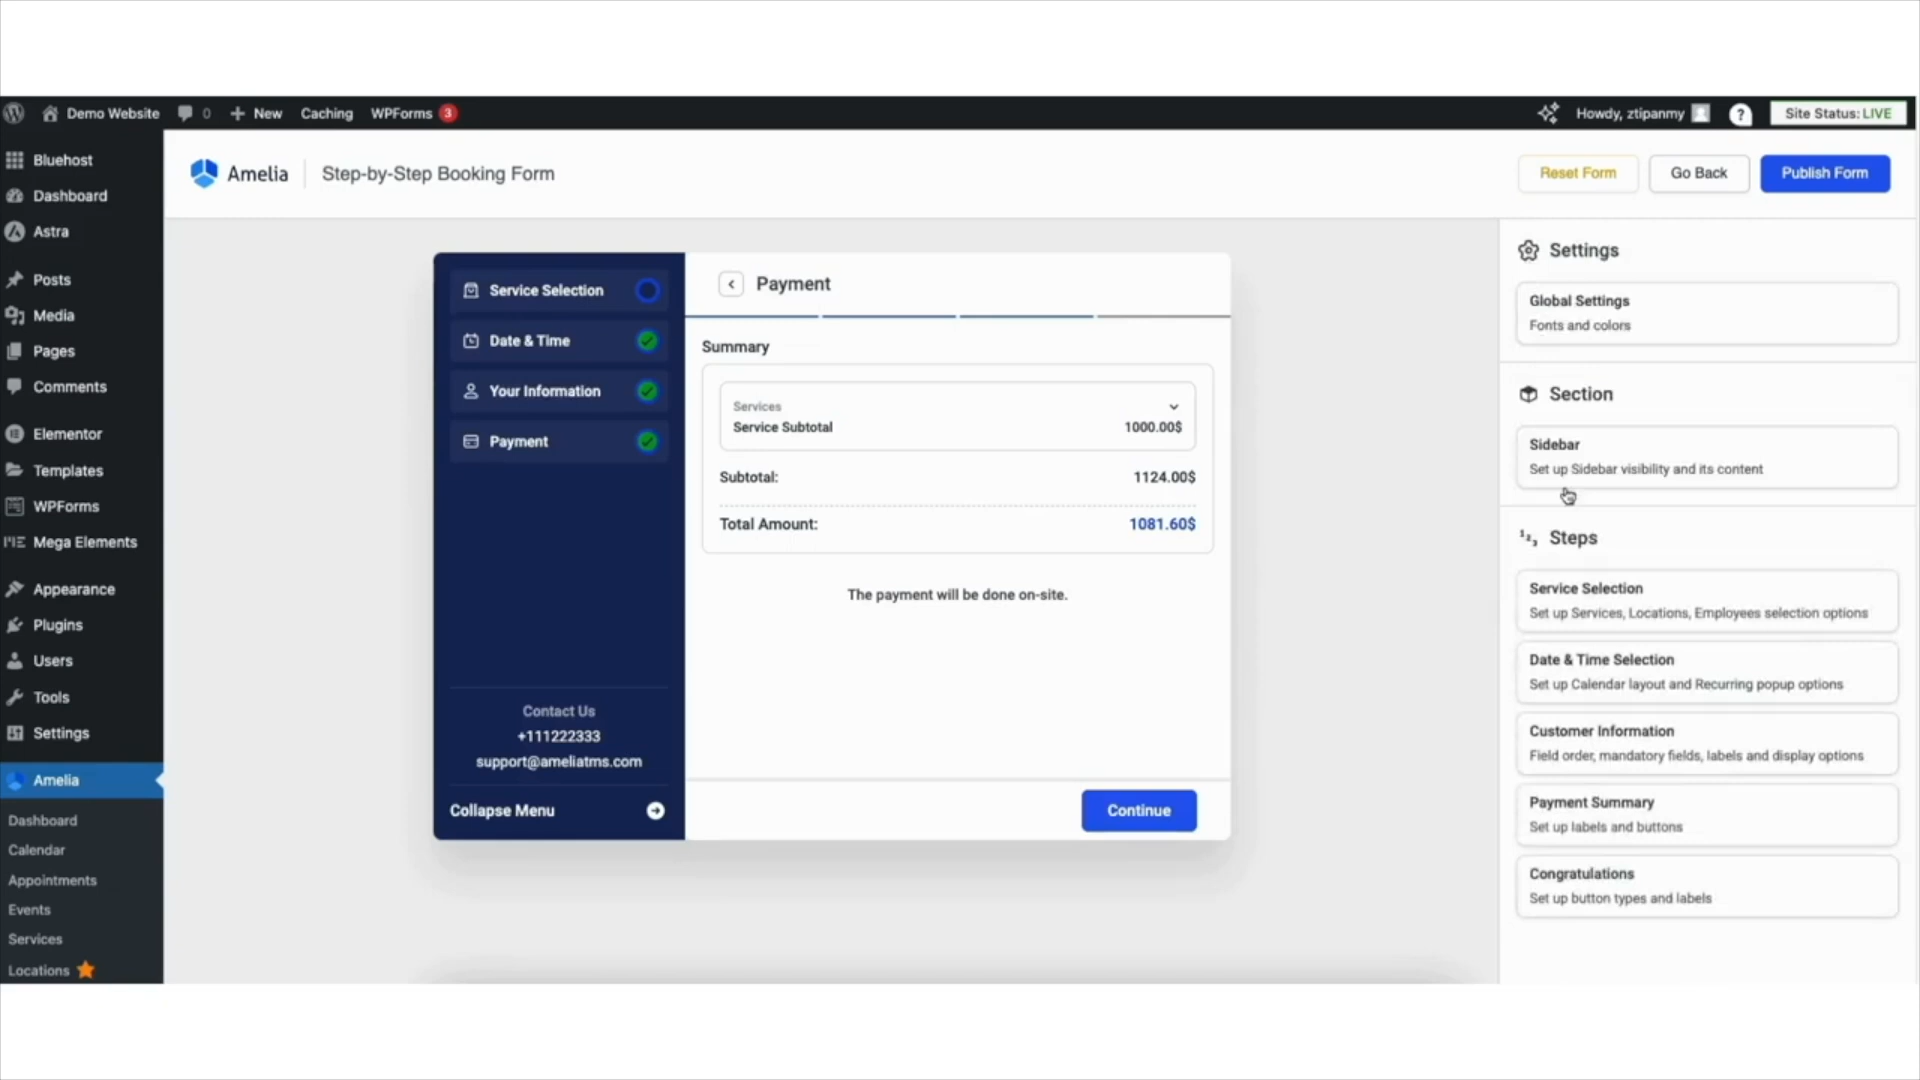 Demo Website
0
New
Caching
WPForms 3
Howdy, ztipanmy
?
Site Status: LIVE
Bluehost
Dashboard
Astra
Posts
Media
Pages
Comments
Elementor
Templates
WPForms
Mega Elements
Appearance
Plugins
Users
Tools
Settings
Amelia
Dashboard
Calendar
Appointments
Events
Services
Locations
Amelia
Step-by-Step Booking Form
Reset Form
Go Back
Publish Form
Service Selection
Date & Time
Your Information
Payment
Contact Us
+111222333
support@ameliatms.com
Collapse Menu
Payment
Summary
Services
Service Subtotal 1000.00$
Subtotal: 1124.00$
Total Amount: 1081.60$
The payment will be done on-site.
Continue
Settings
Global Settings
Fonts and colors
Section
Sidebar
Set up Sidebar visibility and its content
Steps
Service Selection
Set up Services, Locations, Employees selection options
Date & Time Selection
Set up Calendar layout and Recurring popup options
Customer Information
Field order, mandatory fields, labels and display options
Payment Summary
Set up labels and buttons
Congratulations
Set up button types and labels